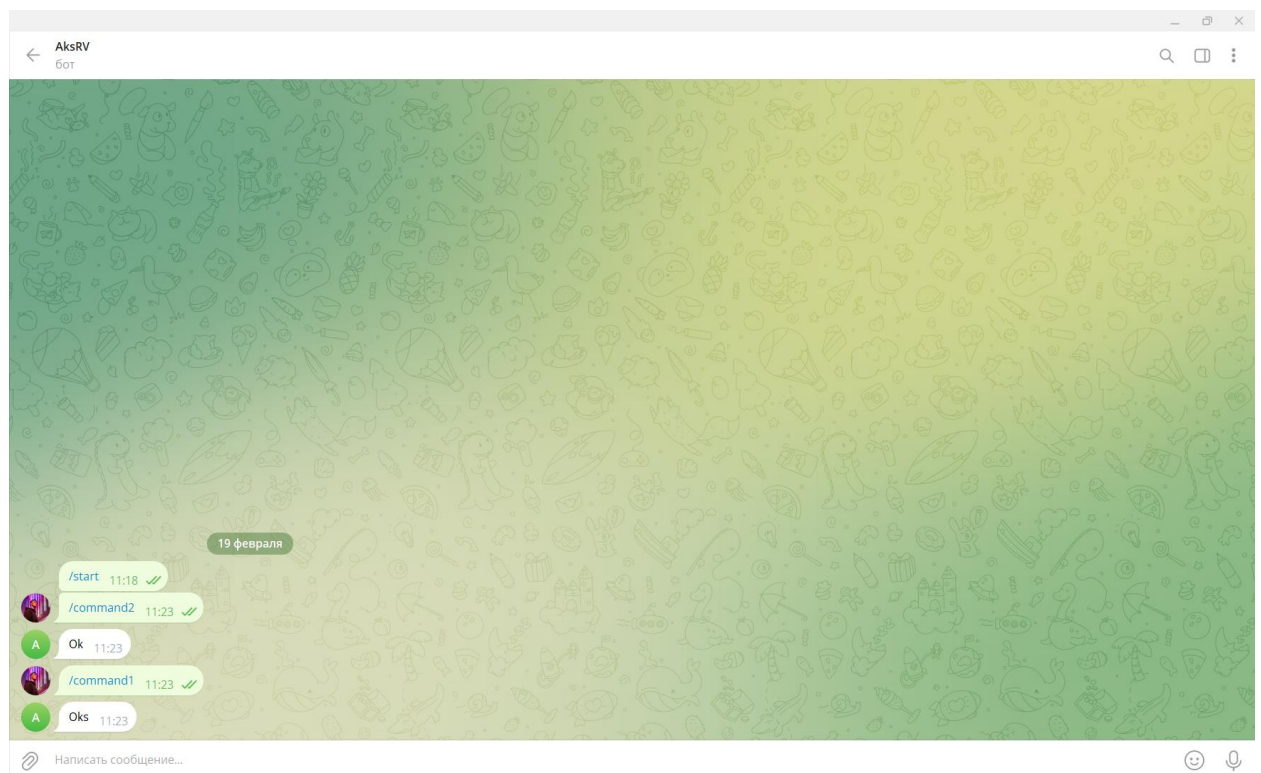 AksRV
бот
19 февраля
/start 11:18
/command2 11:23
A
Ok 11:23
/command1 11:23
A
Oks 11:23
Написать сообщение...